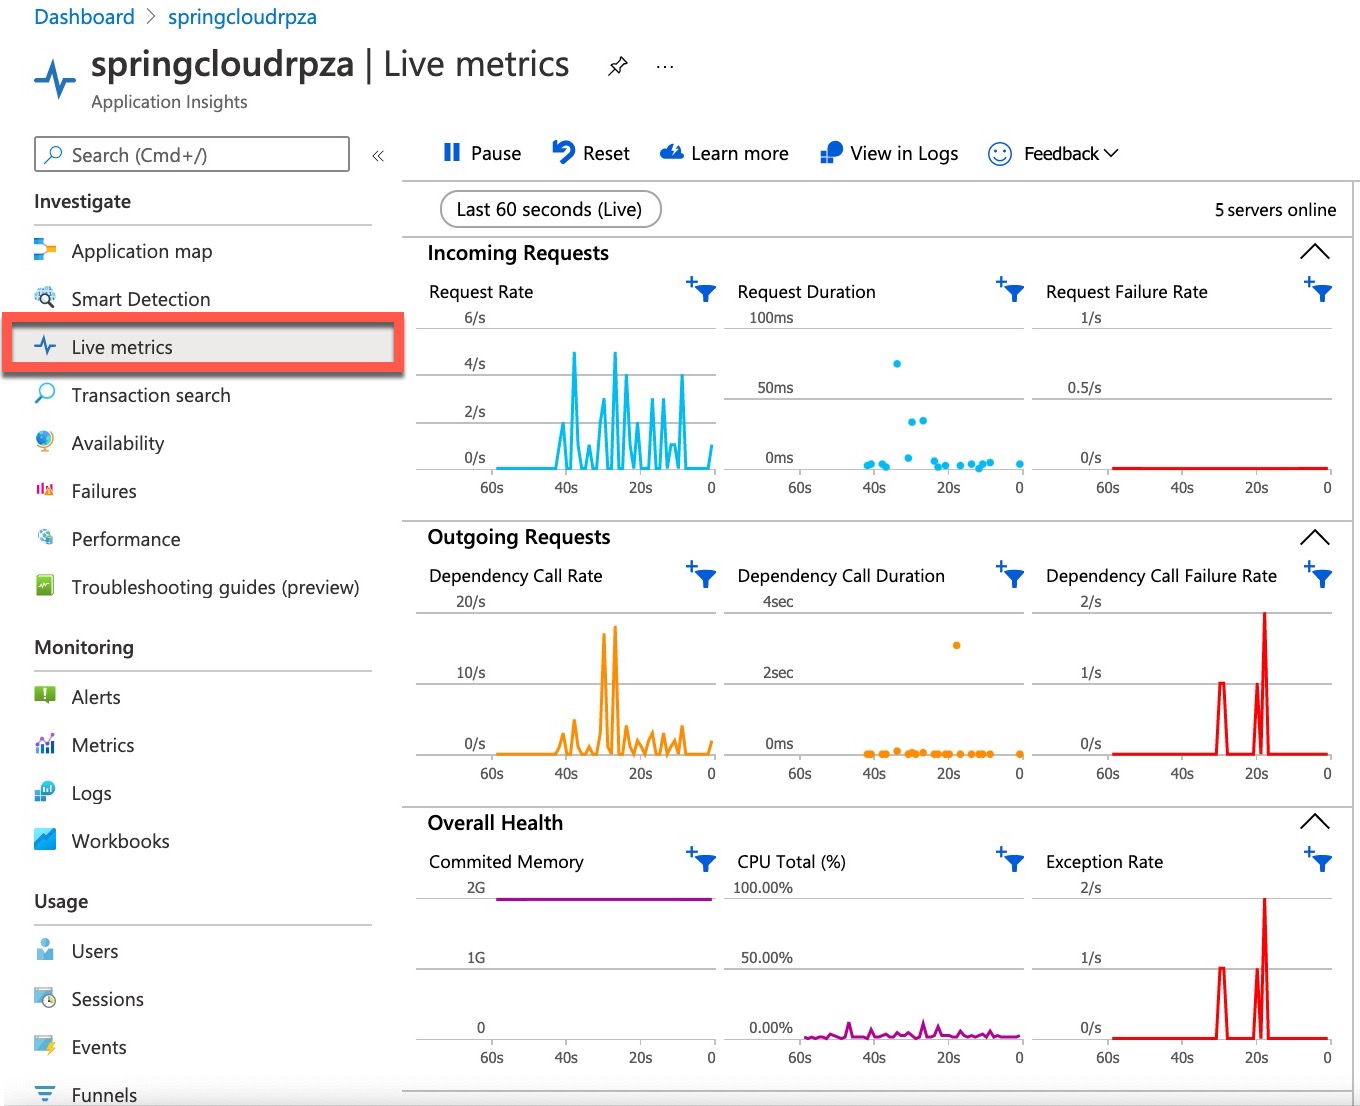 Dashboard > springcloudrpza
springcloudrpza | Live metrics ...
Application Insights
Search (Cmd+/)
«
Pause
Reset
Learn more
View in Logs
Feedback
Investigate
Application map
Smart Detection
Live metrics
Transaction search
Availability
Failures
Performance
Troubleshooting guides (preview)
Monitoring
Alerts
Metrics
Logs
Workbooks
Usage
Users
Sessions
Events
Funnels
Last 60 seconds (Live)
5 servers online
Incoming Requests
Request Rate
6/s
4/s
2/s
0/s
60s 40s 20s 0
Request Duration
100ms
50ms
0ms
60s 40s 20s 0
Request Failure Rate
1/s
0.5/s
0/s
60s 40s 20s 0
Outgoing Requests
Dependency Call Rate
20/s
10/s
0/s
60s 40s 20s 0
Dependency Call Duration
4sec
2sec
0ms
60s 40s 20s 0
Dependency Call Failure Rate
2/s
1/s
0/s
60s 40s 20s 0
Overall Health
Commited Memory
2G
1G
0
60s 40s 20s 0
CPU Total (%)
100.00%
50.00%
0.00%
60s 40s 20s 0
Exception Rate
2/s
1/s
0/s
60s 40s 20s 0